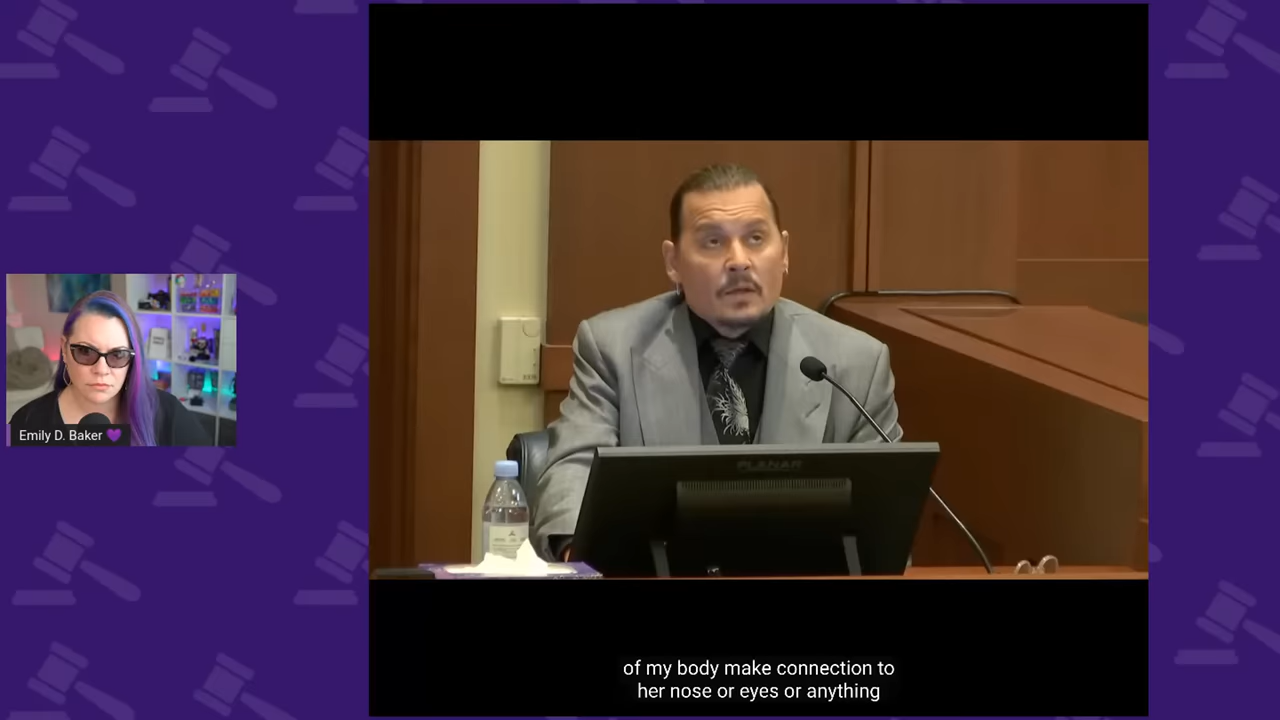 PLANAR
Emily D. Baker 💜
of my body make connection to
her nose or eyes or anything